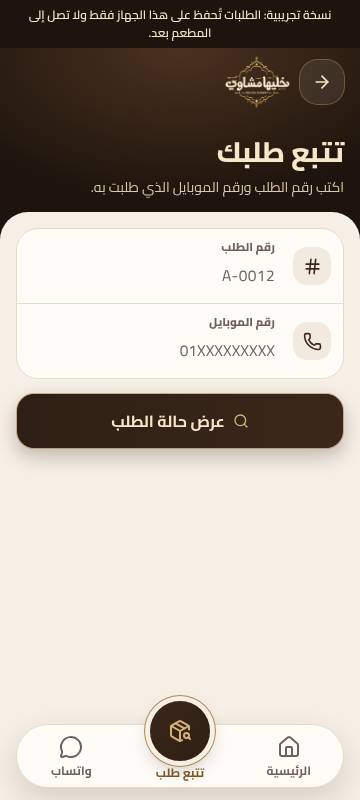 نسخة تجريبية: الطلبات تُحفظ على هذا الجهاز فقط ولا تصل إلى
المطعم بعد.
خليها مشاوي
تتبع طلبك
اكتب رقم الطلب ورقم الموبايل الذي طلبت به.
رقم الطلب
A-0012
رقم الموبايل
01XXXXXXXXX
عرض حالة الطلب
الرئيسية
تتبع طلب
واتساب